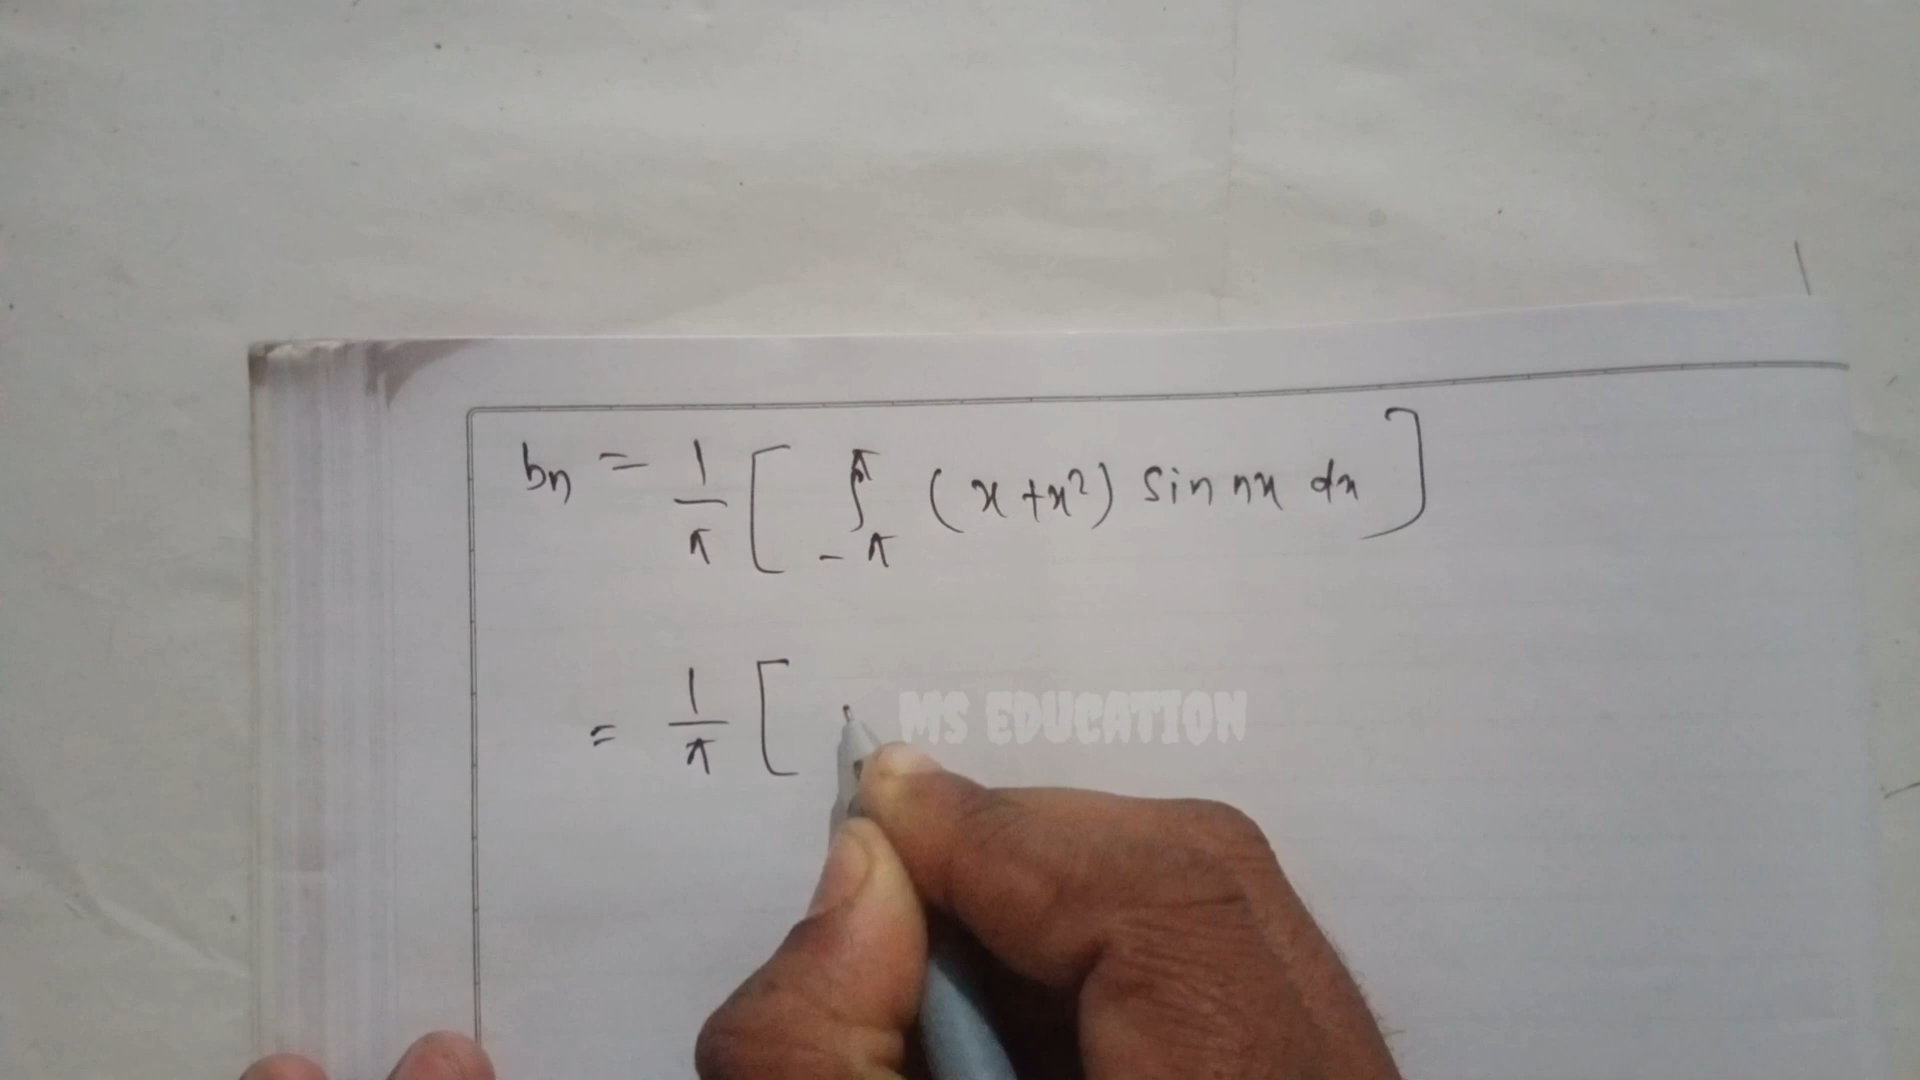 bn = 1/π [ ∫_{-π}^{π} (x+x²) sin nx dx ]
= 1/π [
MS EDUCATION